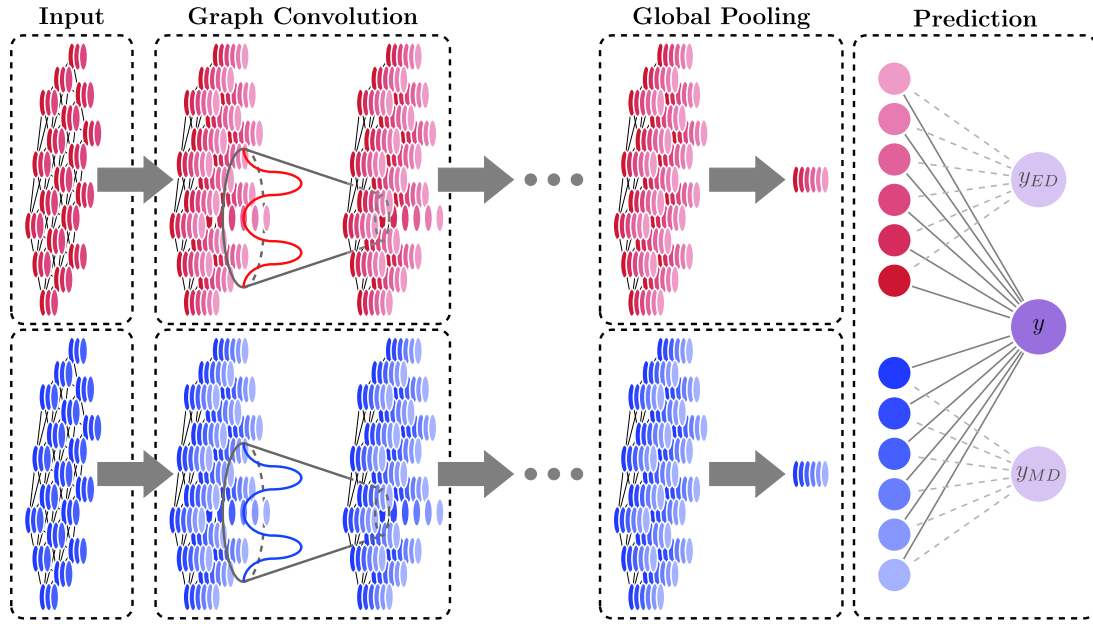 Input
Graph Convolution
Global Pooling
Prediction
y_{ED}
y
y_{MD}